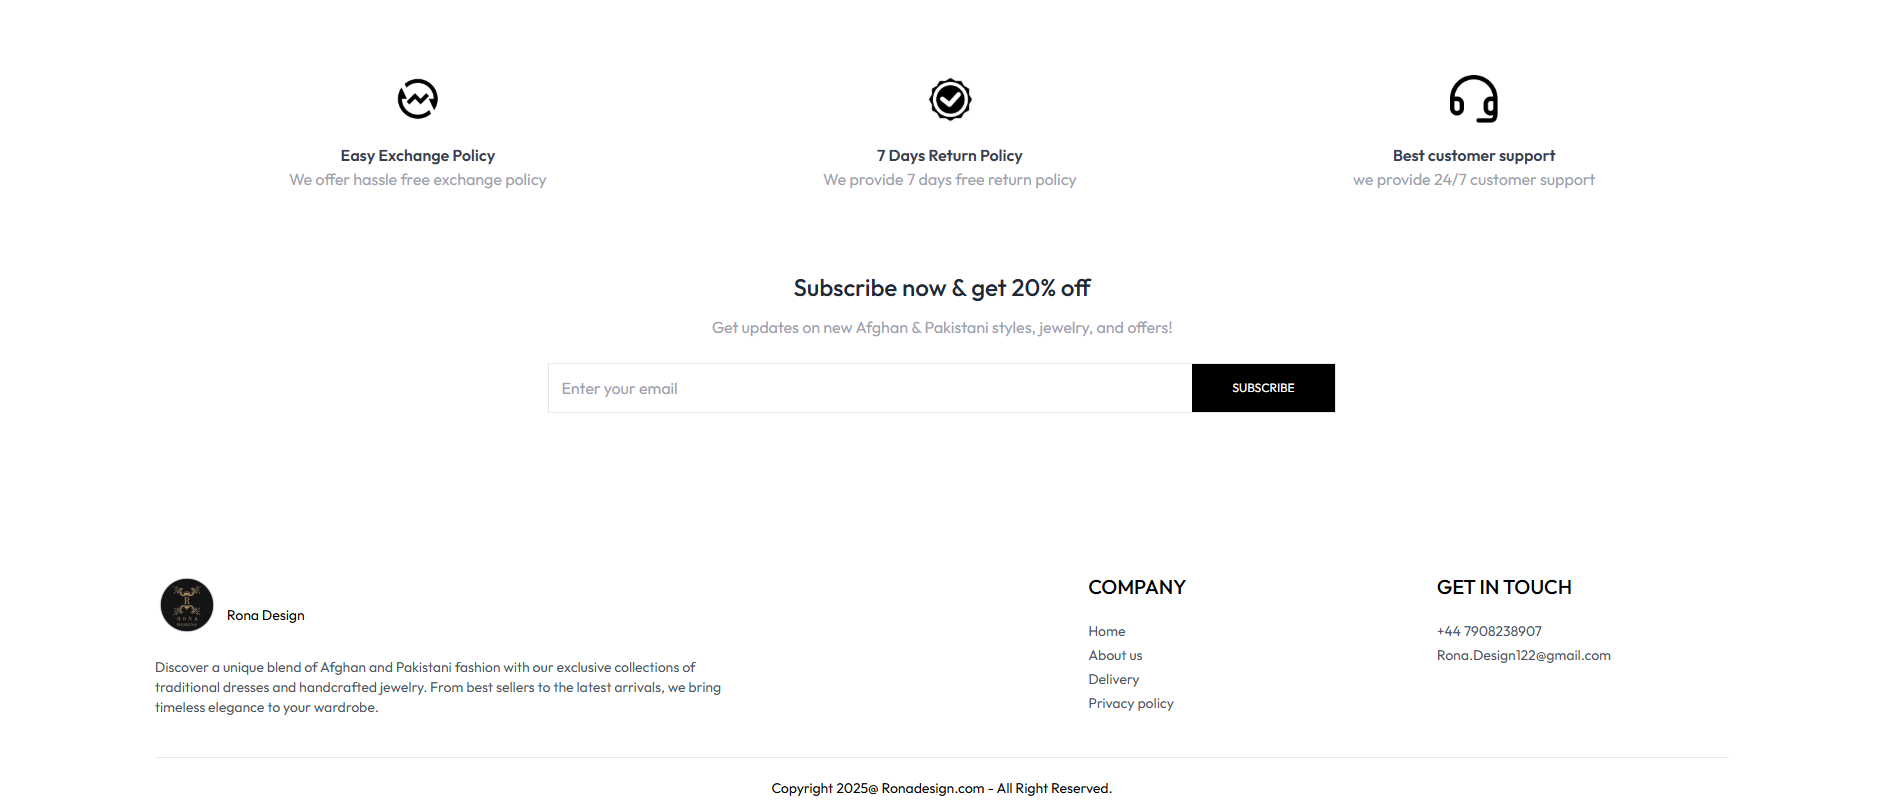 Easy Exchange Policy
We offer hassle free exchange policy
7 Days Return Policy
We provide 7 days free return policy
Best customer support
we provide 24/7 customer support
Subscribe now & get 20% off
Get updates on new Afghan & Pakistani styles, jewelry, and offers!
Enter your email
SUBSCRIBE
R
RONA
DESIGNS
Rona Design
Discover a unique blend of Afghan and Pakistani fashion with our exclusive collections of
traditional dresses and handcrafted jewelry. From best sellers to the latest arrivals, we bring
timeless elegance to your wardrobe.
COMPANY
Home
About us
Delivery
Privacy policy
GET IN TOUCH
+44 7908238907
Rona.Design122@gmail.com
Copyright 2025@ Ronadesign.com - All Right Reserved.